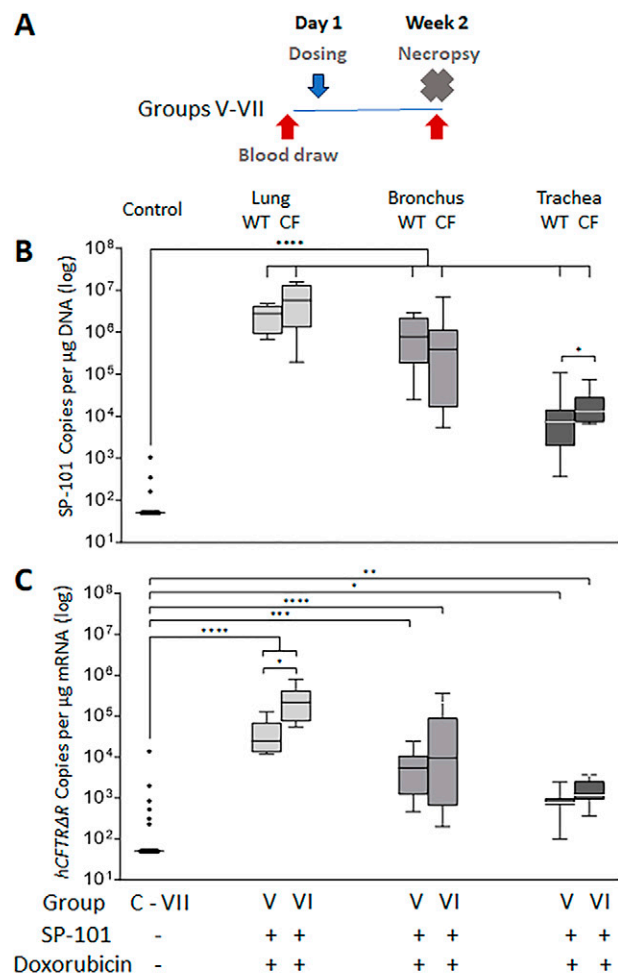 A
Day 1 Week 2
Dosing Necropsy
Groups V-VII
Blood draw
Control Lung Bronchus Trachea
WT CF WT CF WT CF
B
SP-101 Copies per µg DNA (log)
10⁸
10⁷
10⁶
10⁵
10⁴
10³
10²
10¹
****
*
C
hCFTRΔR Copies per µg mRNA (log)
10⁸
10⁷
10⁶
10⁵
10⁴
10³
10²
10¹
**
*
****
***
****
*
Group C - VII V VI V VI V VI
SP-101 - + + + + + +
Doxorubicin - + + + + + +